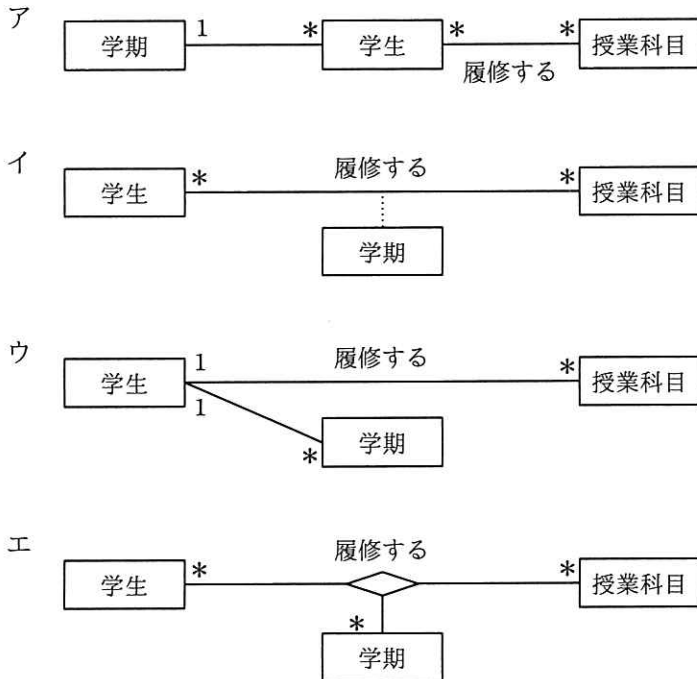 ア
学期 1 * 学生 * * 授業科目
履修する
イ
学生 * 履修する * 授業科目
学期
ウ
学生 1 履修する * 授業科目
1
* 学期
エ
学生 * 履修する * 授業科目
*
学期